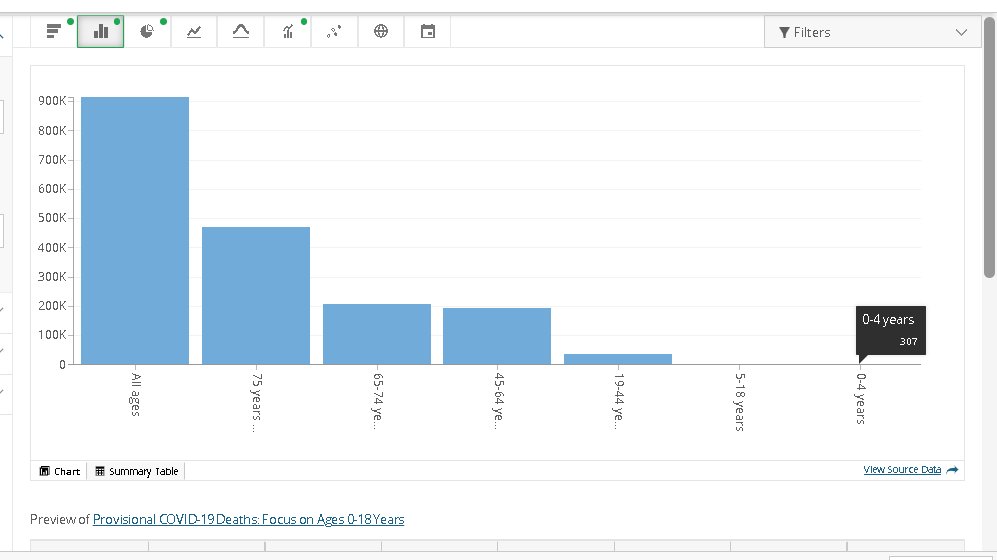 Filters
900K
800K
700K
600K
500K
400K
300K
200K
100K
0
0-4 years
307
All ages
75 years ...
65-74 ye...
45-64 ye...
19-44 ye...
5-18 years
0-4 years
Chart
Summary Table
View Source Data
Preview of Provisional COVID-19 Deaths: Focus on Ages 0-18 Years